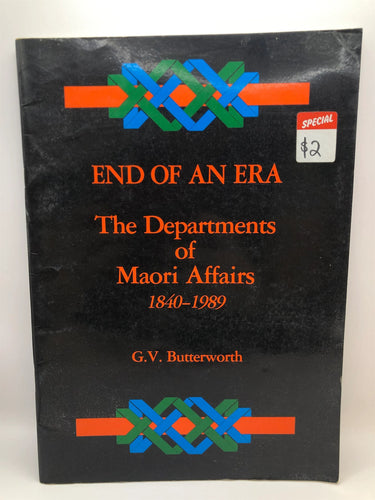 SPECIAL
$2
END OF AN ERA
The Departments
of
Maori Affairs
1840–1989
G.V. Butterworth